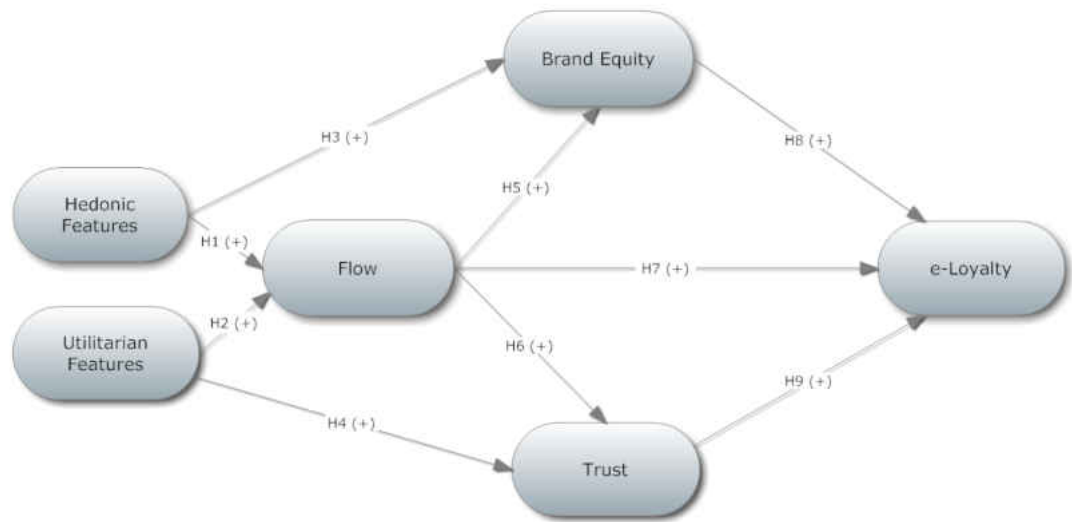 Brand Equity
H3 (+)
H8 (+)
Hedonic
Features
H5 (+)
H1 (+)
Flow
H7 (+)
e-Loyalty
Utilitarian
Features
H2 (+)
H6 (+)
H4 (+)
H9 (+)
Trust